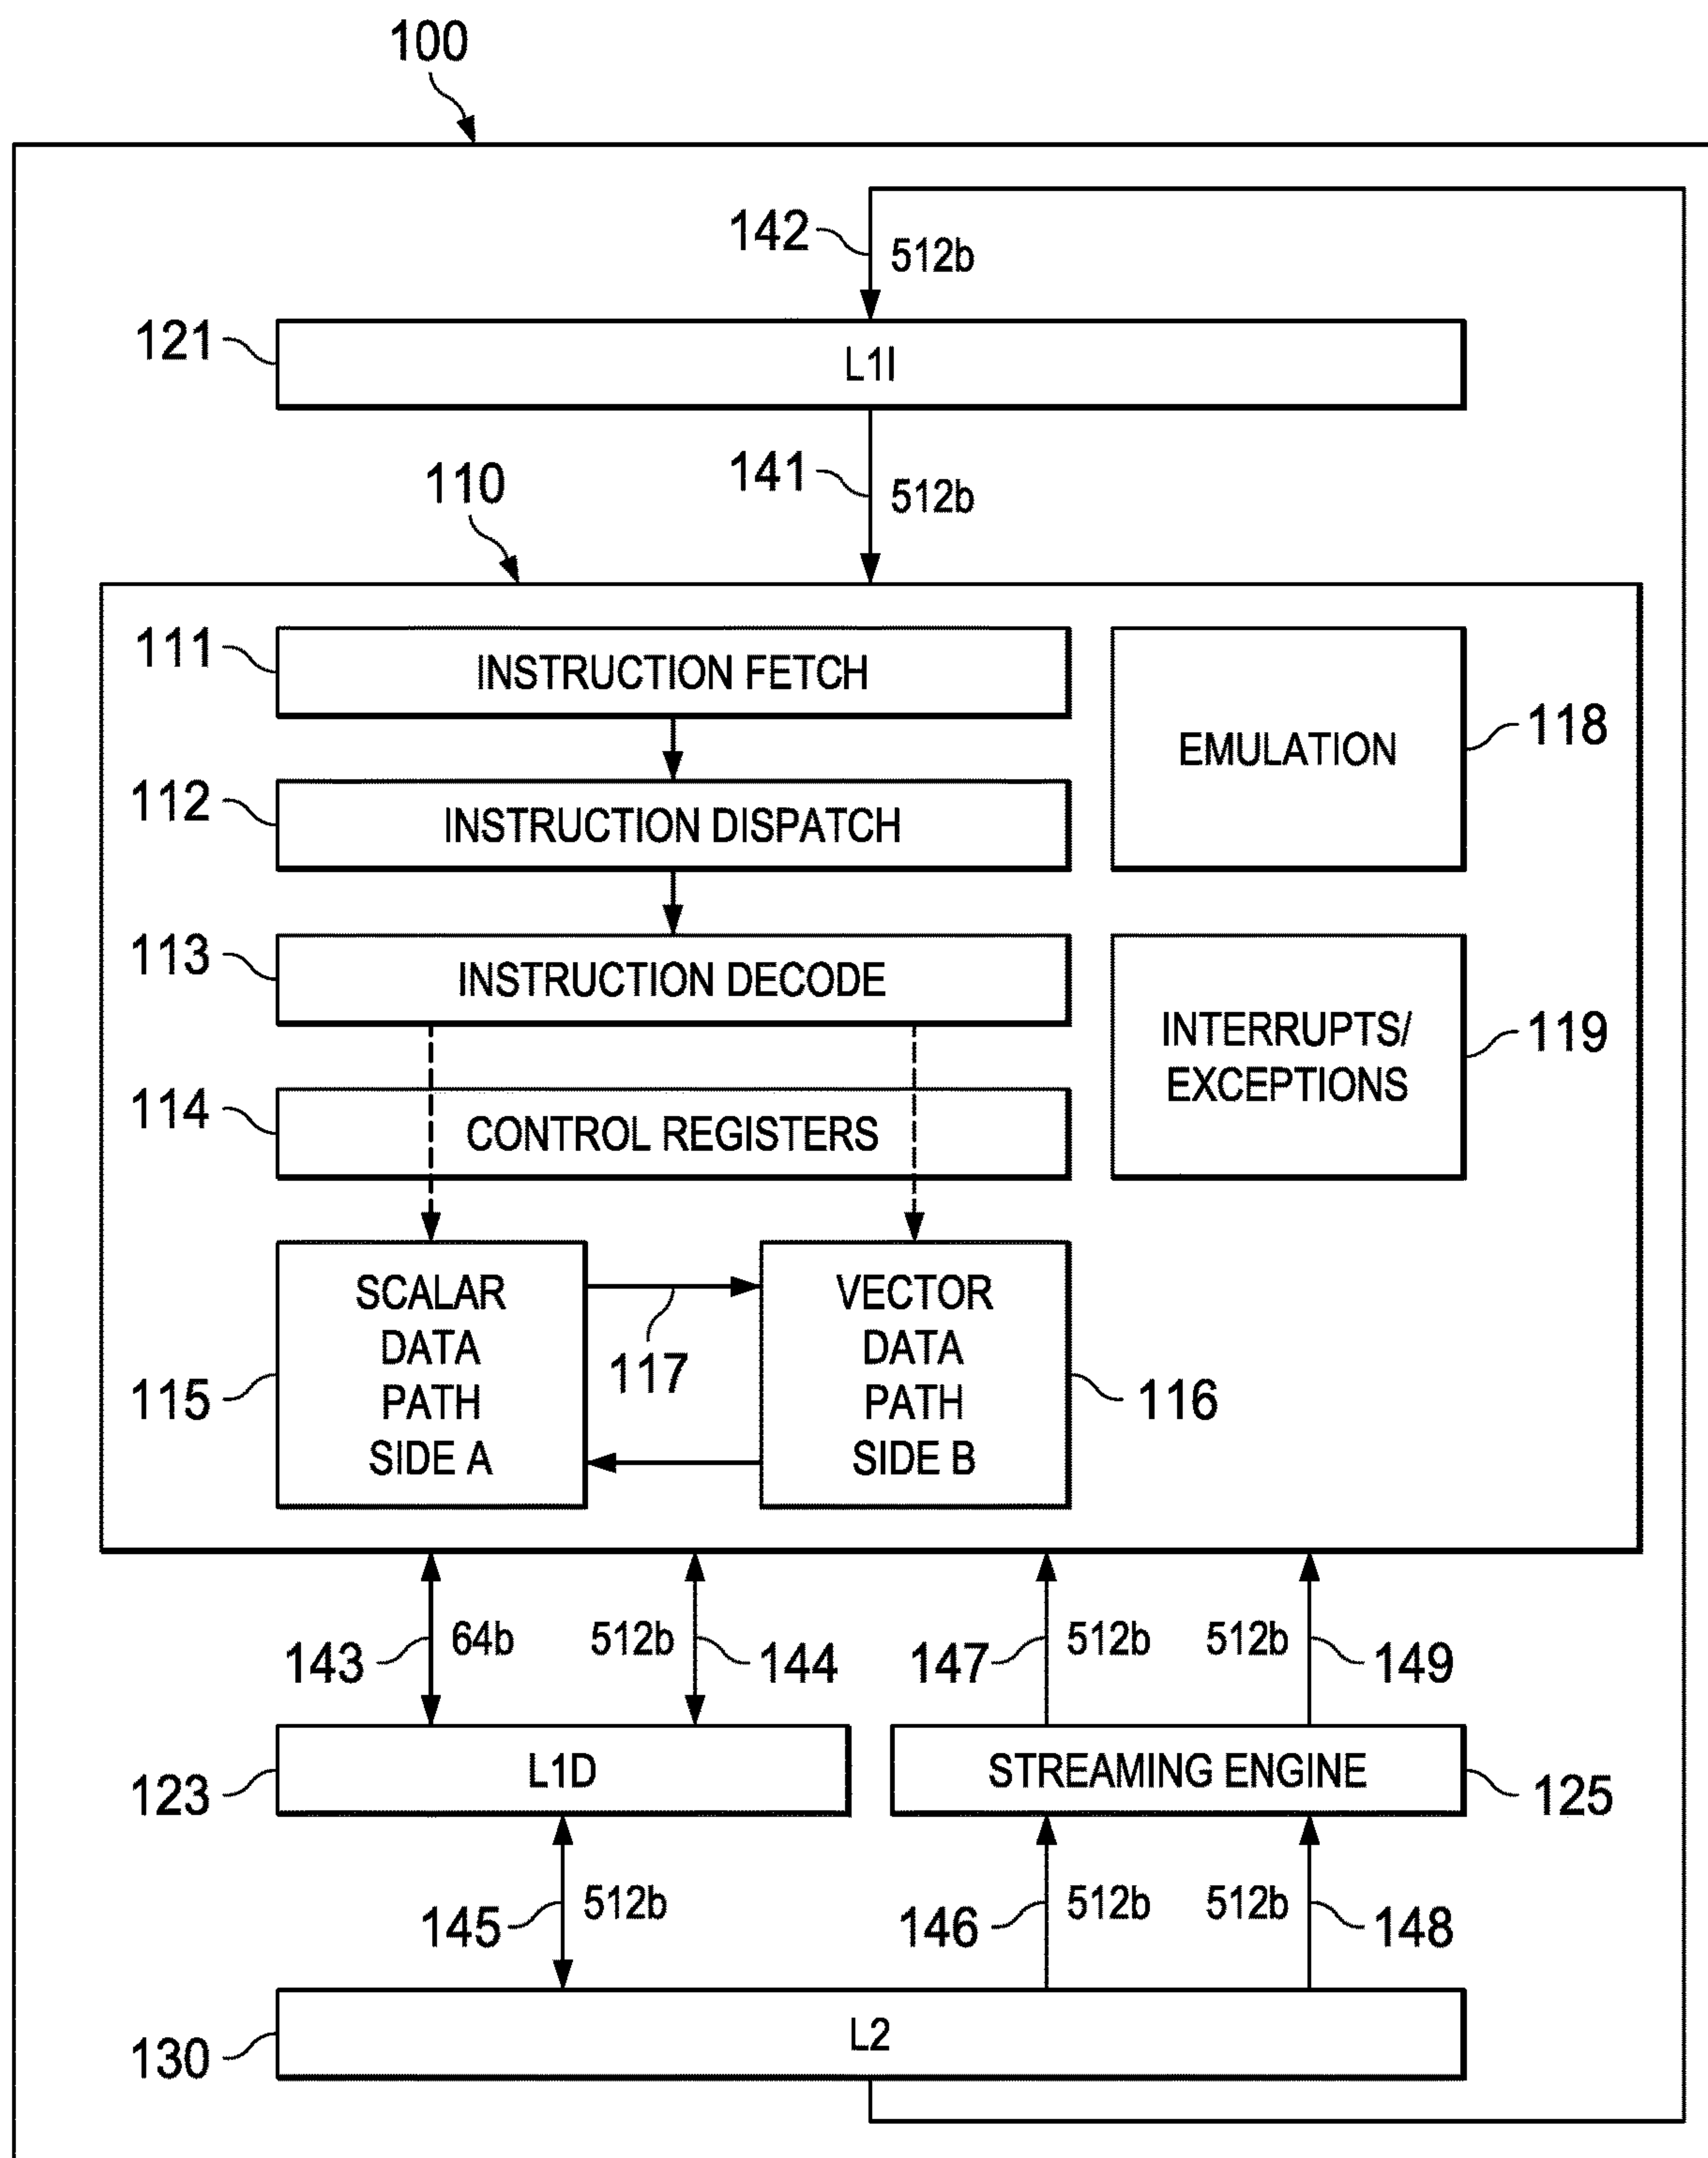 100
142
512b
121
L1I
141
512b
110
111
INSTRUCTION FETCH
118
EMULATION
112
INSTRUCTION DISPATCH
113
INSTRUCTION DECODE
119
INTERRUPTS/
EXCEPTIONS
114
CONTROL REGISTERS
115
SCALAR
DATA
PATH
SIDE A
117
VECTOR
DATA
PATH
SIDE B
116
143
64b
512b
144
147
512b
512b
149
123
L1D
STREAMING ENGINE
125
145
512b
146
512b
512b
148
130
L2